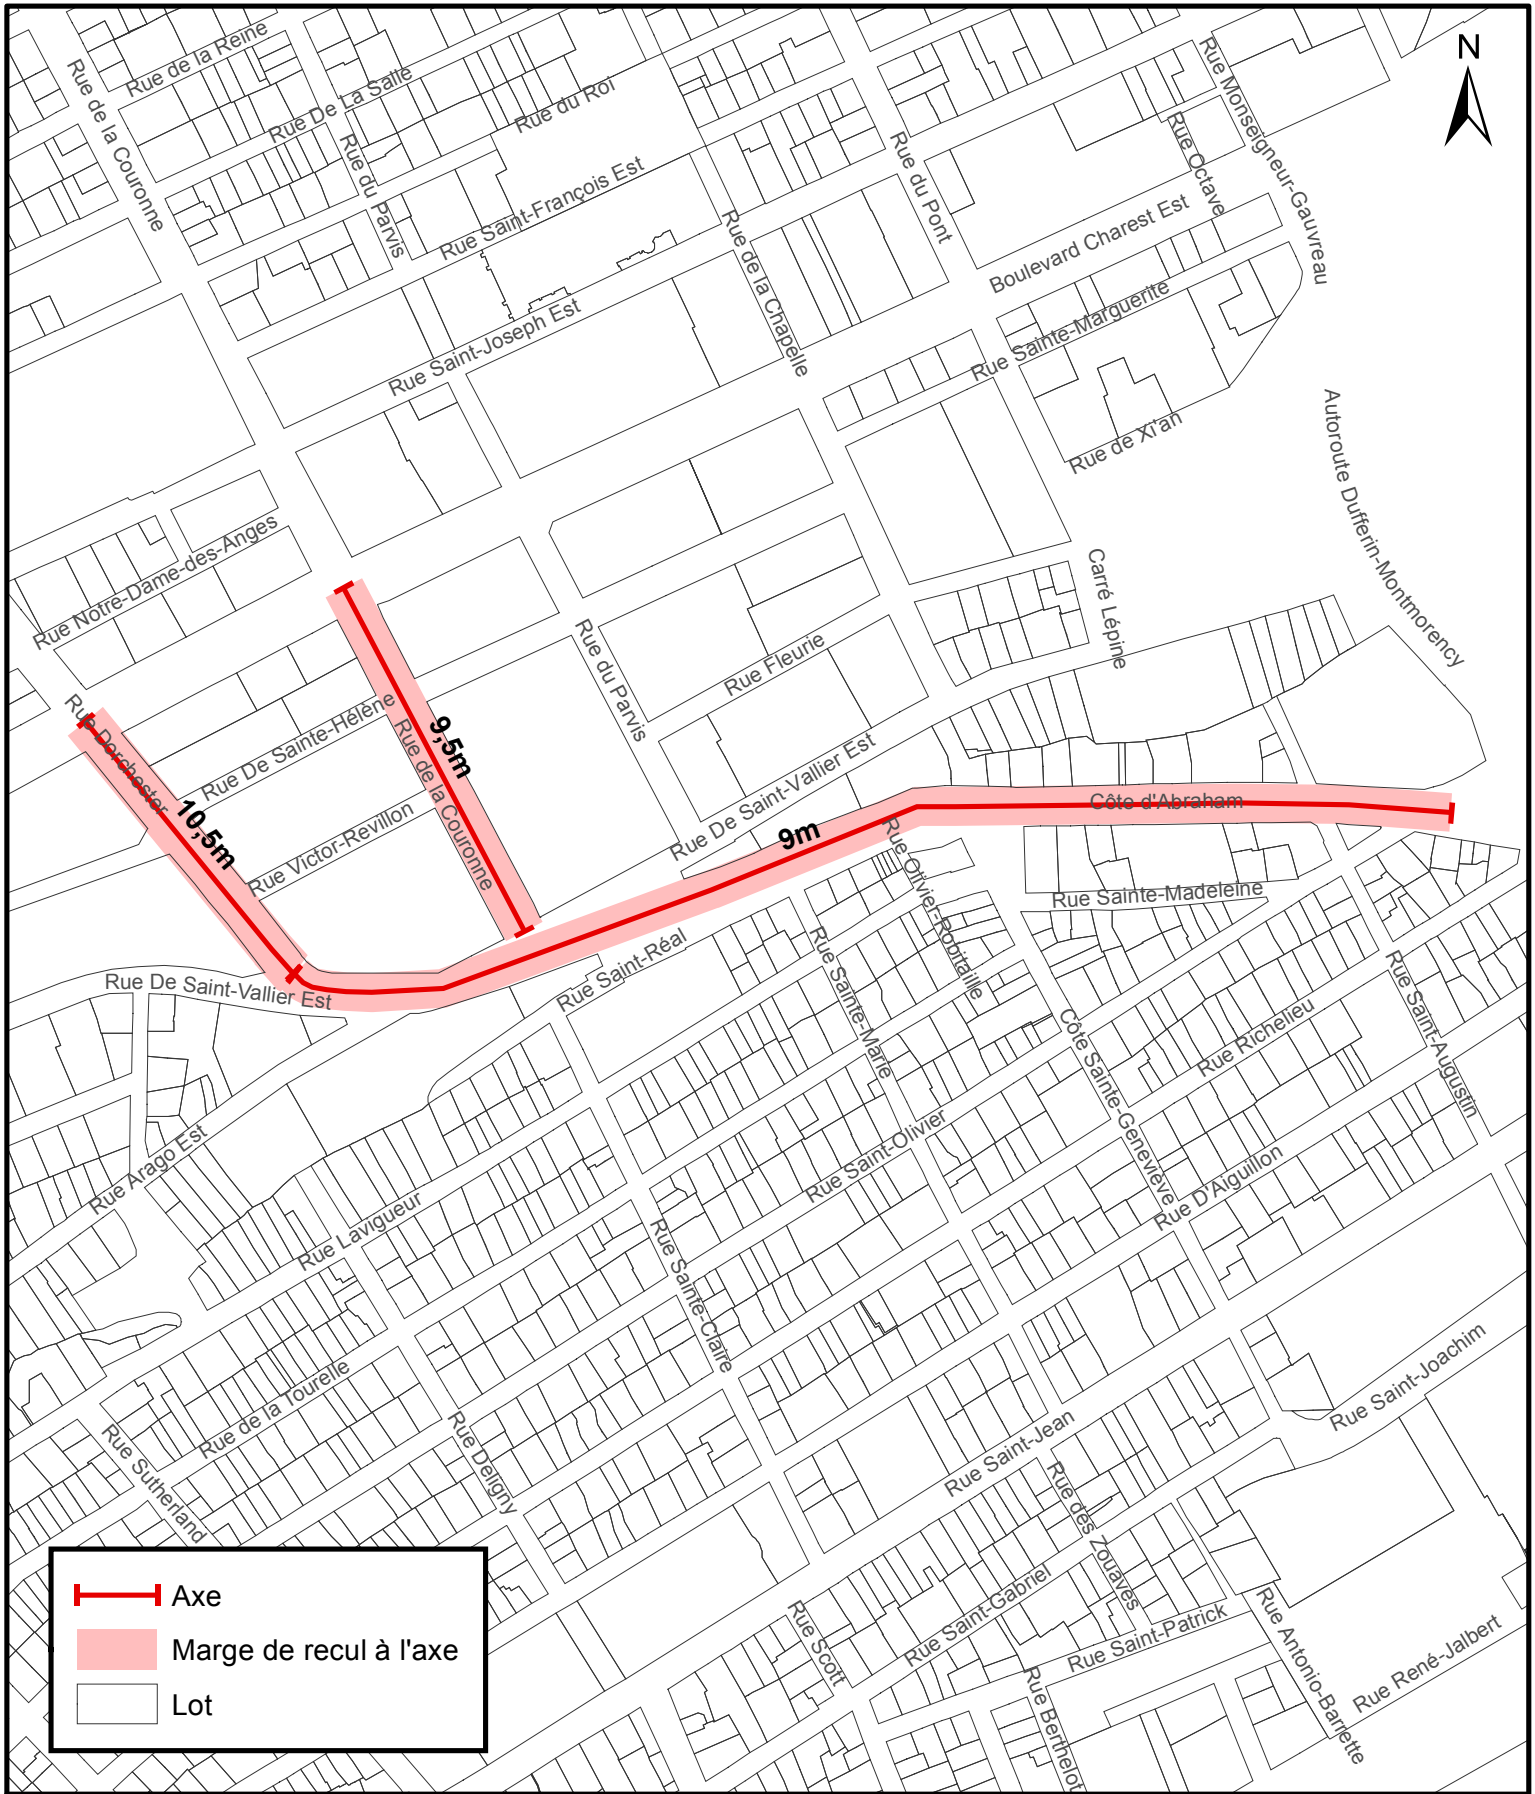 Rue de la Reine
Rue De La Salle
Rue du Roi
Rue de la Couronne
Rue du Parvis
Rue Saint-François Est
Rue du Pont
Rue Octave
Rue Monseigneur-Gauvreau
N
Rue de la Chapelle
Boulevard Charest Est
Rue Saint-Joseph Est
Rue Sainte-Marguerite
Rue de Xi'an
Autoroute Dufferin-Montmorency
Rue Notre-Dame-des-Anges
Carré Lépine
Rue du Parvis
Rue Fleurie
Rue Dorchester
Rue De Sainte-Hélène
Rue de la Couronne
9,5m
10,5m
Rue Victor-Revillon
Rue De Saint-Vallier Est
9m
Côte d'Abraham
Rue Olivier-Robitaille
Rue Sainte-Madeleine
Rue Saint-Réal
Rue Sainte-Marie
Rue De Saint-Vallier Est
Rue Saint-Augustin
Côte Sainte-Geneviève
Rue Richelieu
Rue Arago Est
Rue Saint-Olivier
Rue D'Aiguillon
Rue Lavigueur
Rue Sainte-Claire
Rue de la Tourelle
Rue Sutherland
Rue Deligny
Rue Saint-Jean
Rue Saint-Joachim
Rue des Zouaves
Rue Saint-Gabriel
Rue Scott
Rue Saint-Patrick
Rue Berthelot
Rue Antonio-Barrette
Rue René-Jalbert
Axe
Marge de recul à l'axe
Lot